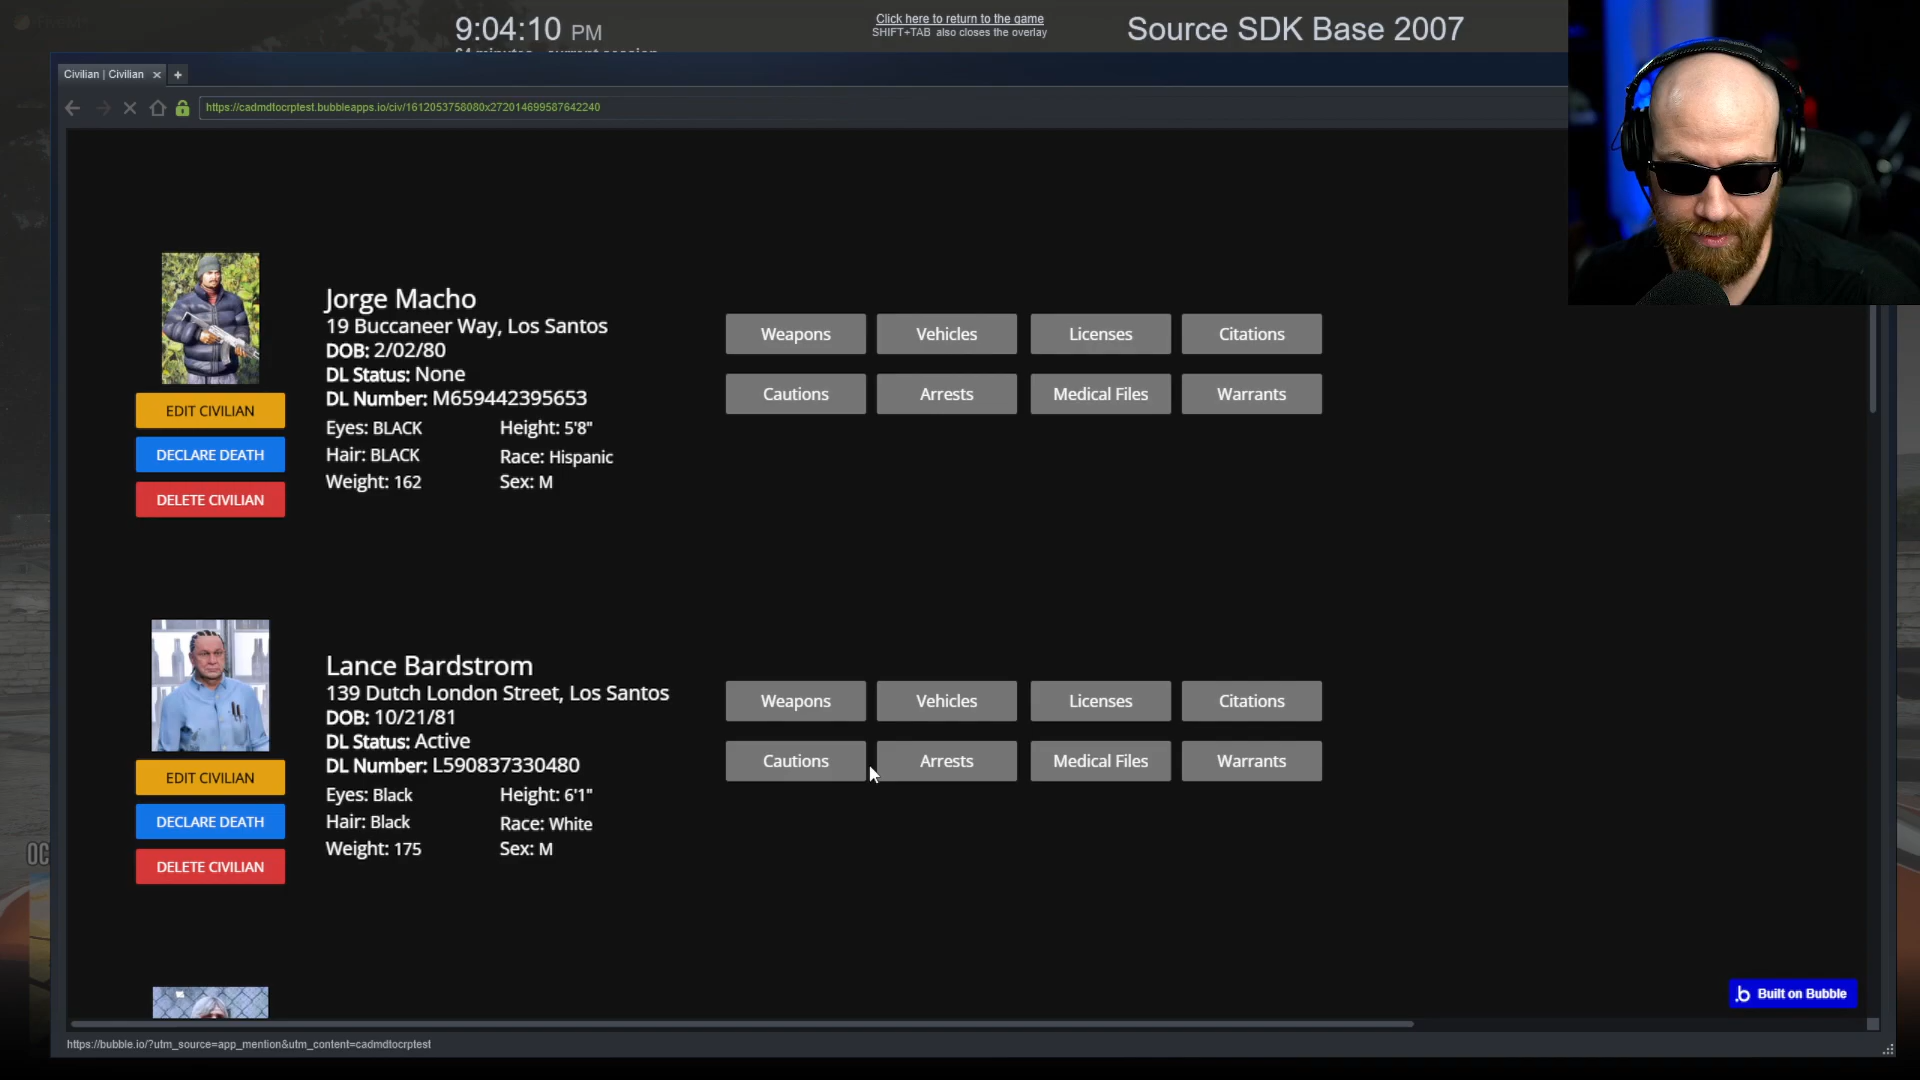 9:04:10 PM
Click here to return to the game
SHIFT+TAB also closes the overlay
Source SDK Base 2007
Civilian | Civilian
https://cadmdtocrptest.bubbleapps.io/civ/1612053758080x272014699587642240
Jorge Macho
19 Buccaneer Way, Los Santos
DOB: 2/02/80
DL Status: None
DL Number: M659442395653
Eyes: BLACK Height: 5'8"
Hair: BLACK Race: Hispanic
Weight: 162 Sex: M
EDIT CIVILIAN
DECLARE DEATH
DELETE CIVILIAN
Weapons Vehicles Licenses Citations
Cautions Arrests Medical Files Warrants
Lance Bardstrom
139 Dutch London Street, Los Santos
DOB: 10/21/81
DL Status: Active
DL Number: L590837330480
Eyes: Black Height: 6'1"
Hair: Black Race: White
Weight: 175 Sex: M
EDIT CIVILIAN
DECLARE DEATH
DELETE CIVILIAN
Weapons Vehicles Licenses Citations
Cautions Arrests Medical Files Warrants
OC
Built on Bubble
https://bubble.io/?utm_source=app_mention&utm_content=cadmdtocrptest